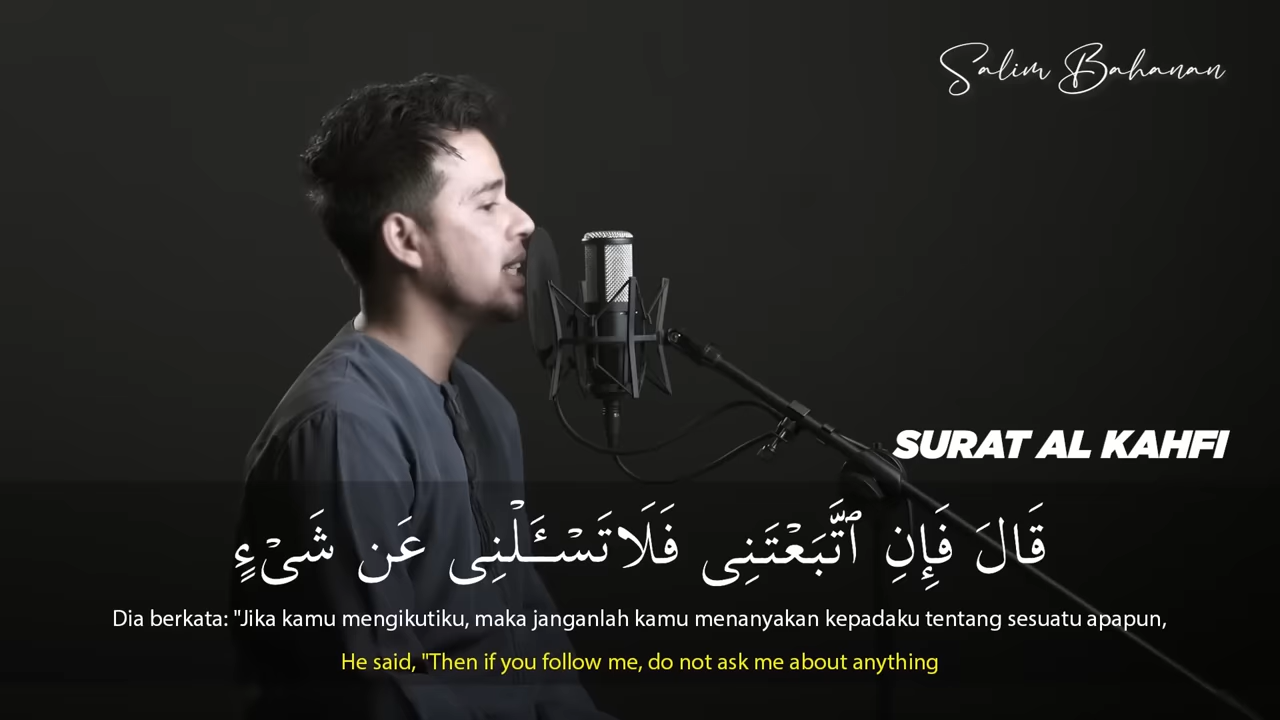 Salim Bahanan
SURAT AL KAHFI
قَالَ فَإِنِ ٱتَّبَعْتَنِى فَلَا تَسْـَٔلْنِى عَن شَىْءٍ
Dia berkata: "Jika kamu mengikutiku, maka janganlah kamu menanyakan kepadaku tentang sesuatu apapun,
He said, "Then if you follow me, do not ask me about anything